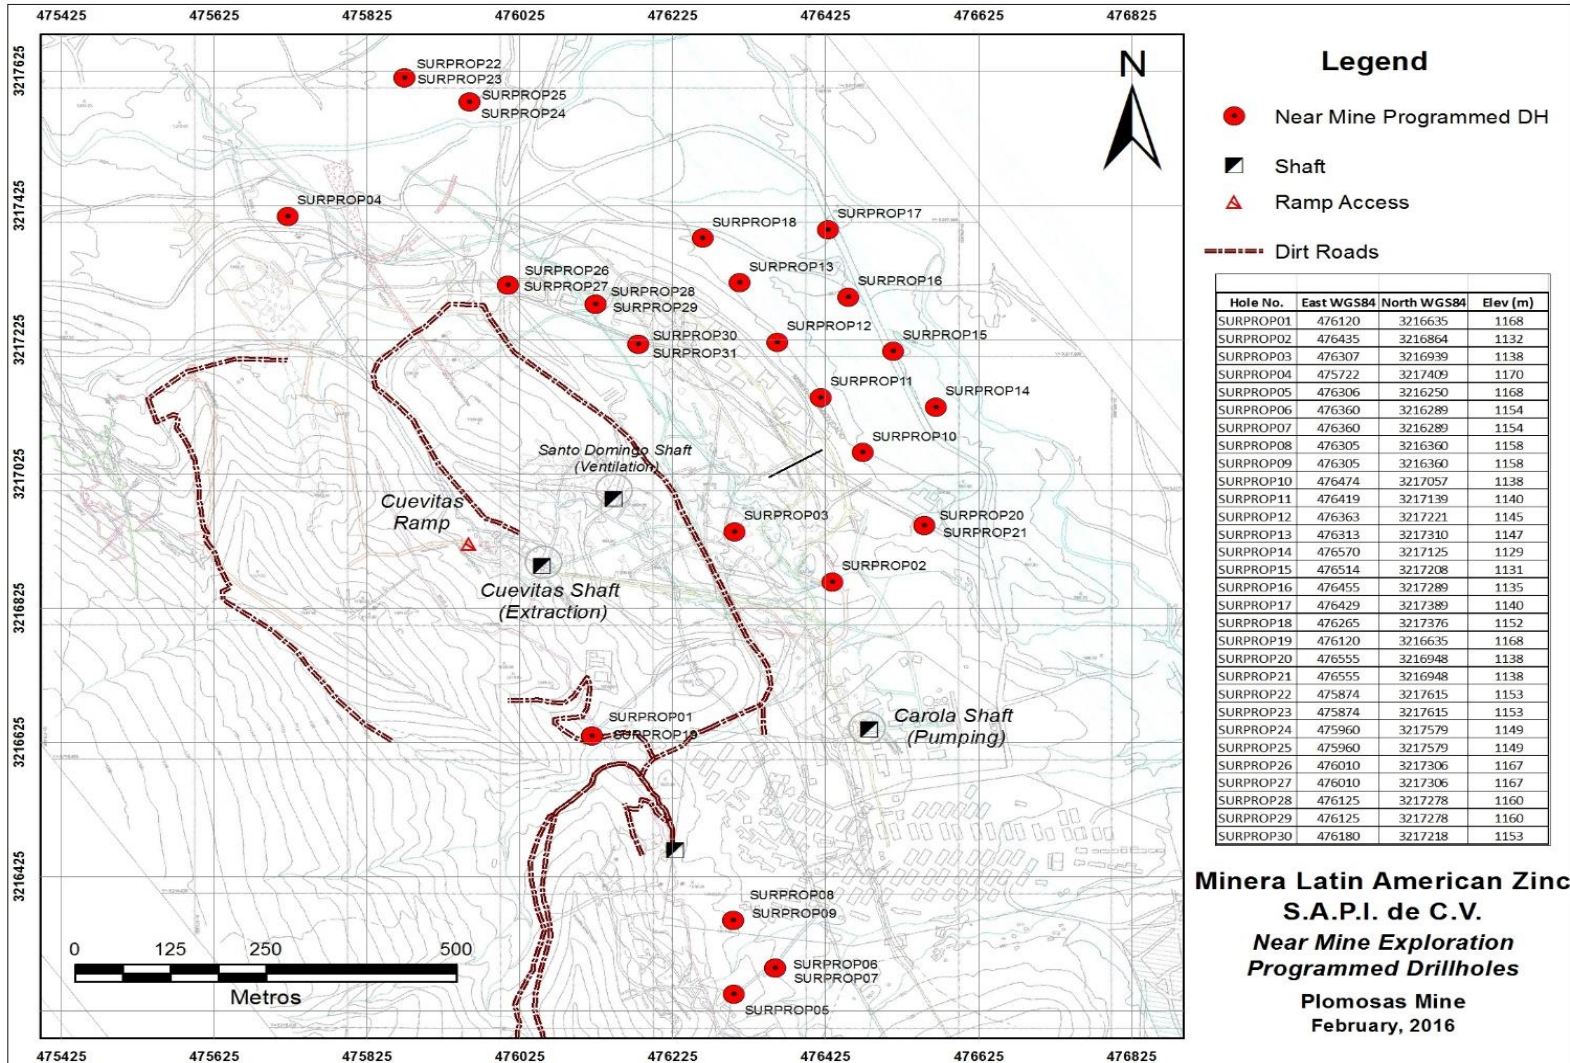 475425 475625 475825 476025 476225 476425 476625 476825
3217625
3217425
3217225
3217025
3216825
3216625
3216425
SURPROP22
SURPROP23
SURPROP25
SURPROP24
SURPROP04
SURPROP17
SURPROP18
SURPROP13
SURPROP26
SURPROP27
SURPROP28
SURPROP29
SURPROP16
SURPROP30
SURPROP31
SURPROP12
SURPROP15
SURPROP11
SURPROP14
SURPROP10
Santo Domingo Shaft
(Ventilation)
Cuevitas
Ramp
SURPROP03
SURPROP20
SURPROP21
SURPROP02
Cuevitas Shaft
(Extraction)
SURPROP01
SURPROP19
Carola Shaft
(Pumping)
SURPROP08
SURPROP09
SURPROP06
SURPROP07
SURPROP05
0 125 250 500
Metros
475425 475625 475825 476025 476225 476425 476625 476825
N
Legend
Near Mine Programmed DH
Shaft
Ramp Access
Dirt Roads
Hole No. East WGS84 North WGS84 Elev (m)
SURPROP01 476120 3216635 1168
SURPROP02 476435 3216864 1132
SURPROP03 476307 3216939 1138
SURPROP04 475722 3217409 1170
SURPROP05 476306 3216250 1168
SURPROP06 476360 3216289 1154
SURPROP07 476360 3216289 1154
SURPROP08 476305 3216360 1158
SURPROP09 476305 3216360 1158
SURPROP10 476474 3217057 1138
SURPROP11 476419 3217139 1140
SURPROP12 476363 3217221 1145
SURPROP13 476313 3217310 1147
SURPROP14 476570 3217125 1129
SURPROP15 476514 3217208 1131
SURPROP16 476455 3217289 1135
SURPROP17 476429 3217389 1140
SURPROP18 476265 3217376 1152
SURPROP19 476120 3216635 1168
SURPROP20 476555 3216948 1138
SURPROP21 476555 3216948 1138
SURPROP22 475874 3217615 1153
SURPROP23 475874 3217615 1153
SURPROP24 475960 3217579 1149
SURPROP25 475960 3217579 1149
SURPROP26 476010 3217306 1167
SURPROP27 476010 3217306 1167
SURPROP28 476125 3217278 1160
SURPROP29 476125 3217278 1160
SURPROP30 476180 3217218 1153
Minera Latin American Zinc
S.A.P.I. de C.V.
Near Mine Exploration
Programmed Drillholes
Plomosas Mine
February, 2016